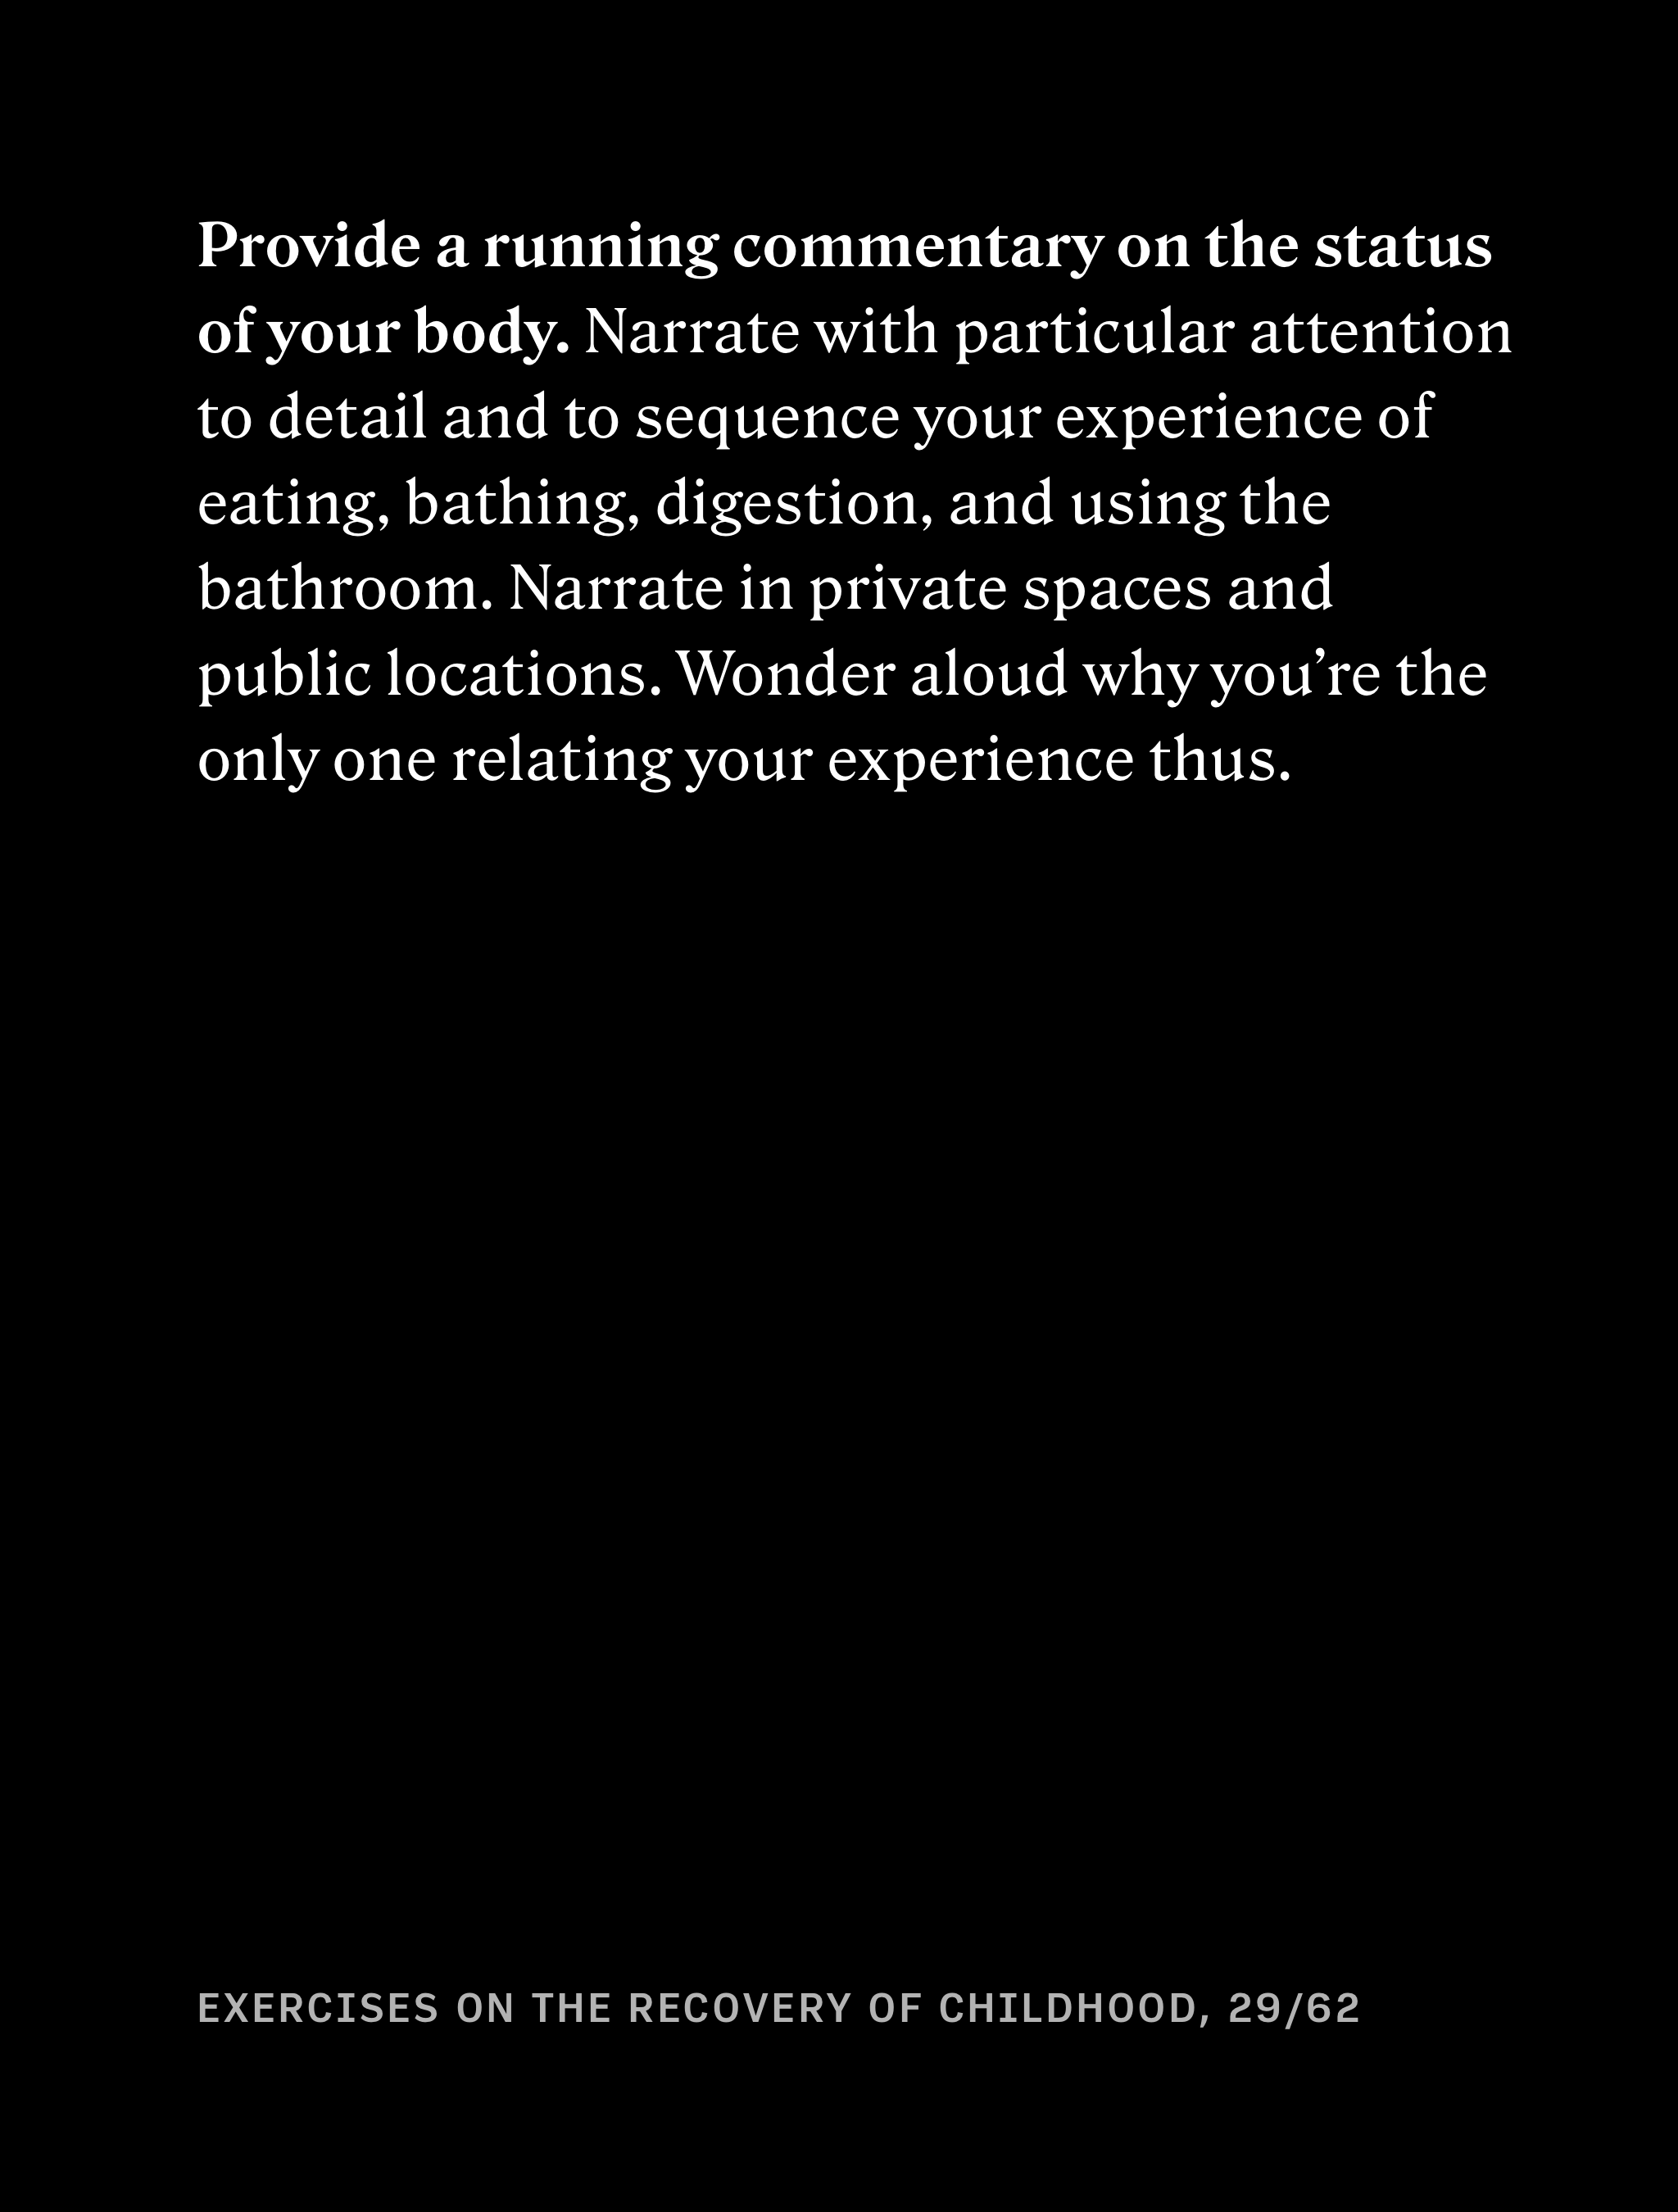 Provide a running commentary on the status
of your body. Narrate with particular attention
to detail and to sequence your experience of
eating, bathing, digestion, and using the
bathroom. Narrate in private spaces and
public locations. Wonder aloud why you’re the
only one relating your experience thus.
EXERCISES ON THE RECOVERY OF CHILDHOOD, 29/62